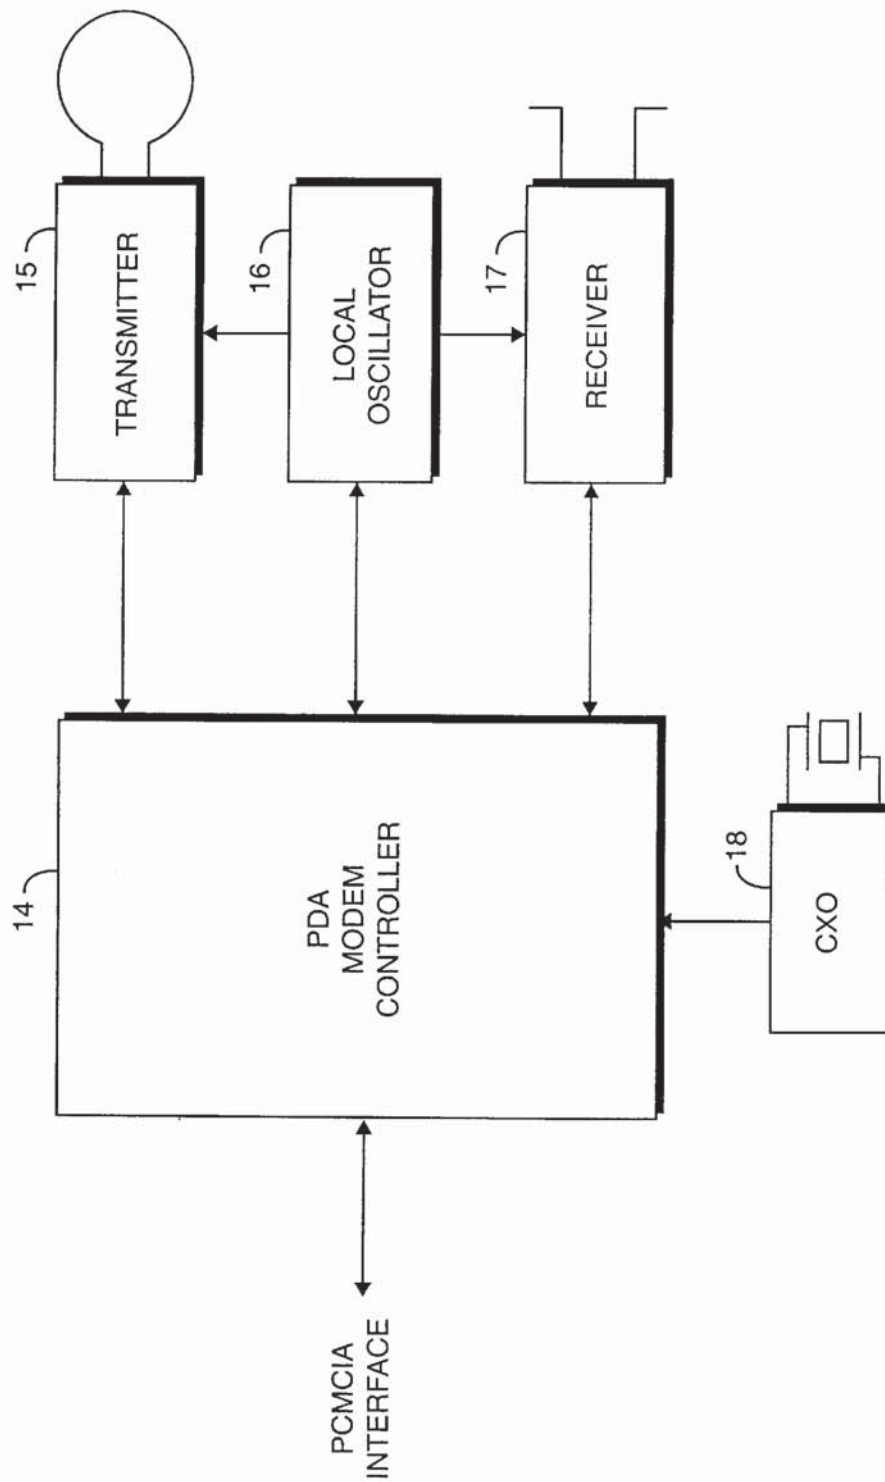 14
PDA
MODEM
CONTROLLER
PCMCIA
INTERFACE
15
TRANSMITTER
16
LOCAL
OSCILLATOR
17
RECEIVER
18
CXO